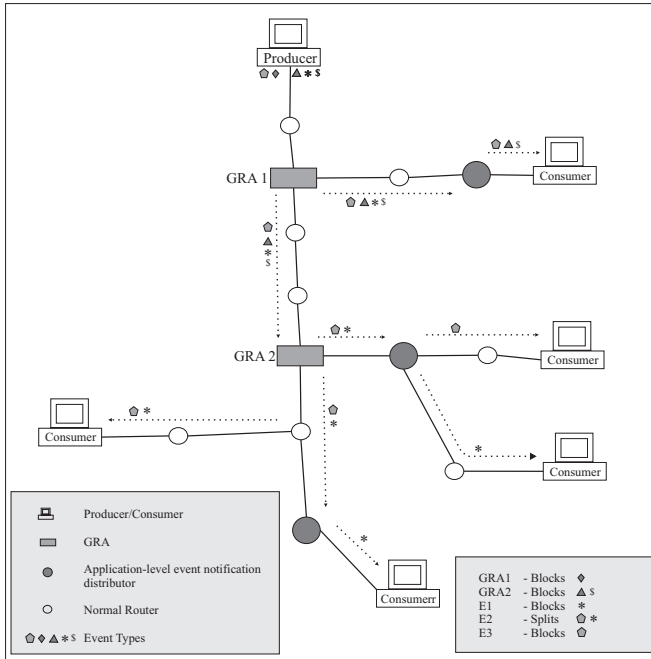 Producer
* $
GRA 1
$
Consumer
* $
*
$
GRA 2
*
Consumer
*
Consumer
*
*
Consumer
*
Consumerr
Producer/Consumer
GRA
Application-level event notification
distributor
Normal Router
* $ Event Types
GRA1 - Blocks
GRA2 - Blocks $
E1 - Blocks *
E2 - Splits *
E3 - Blocks